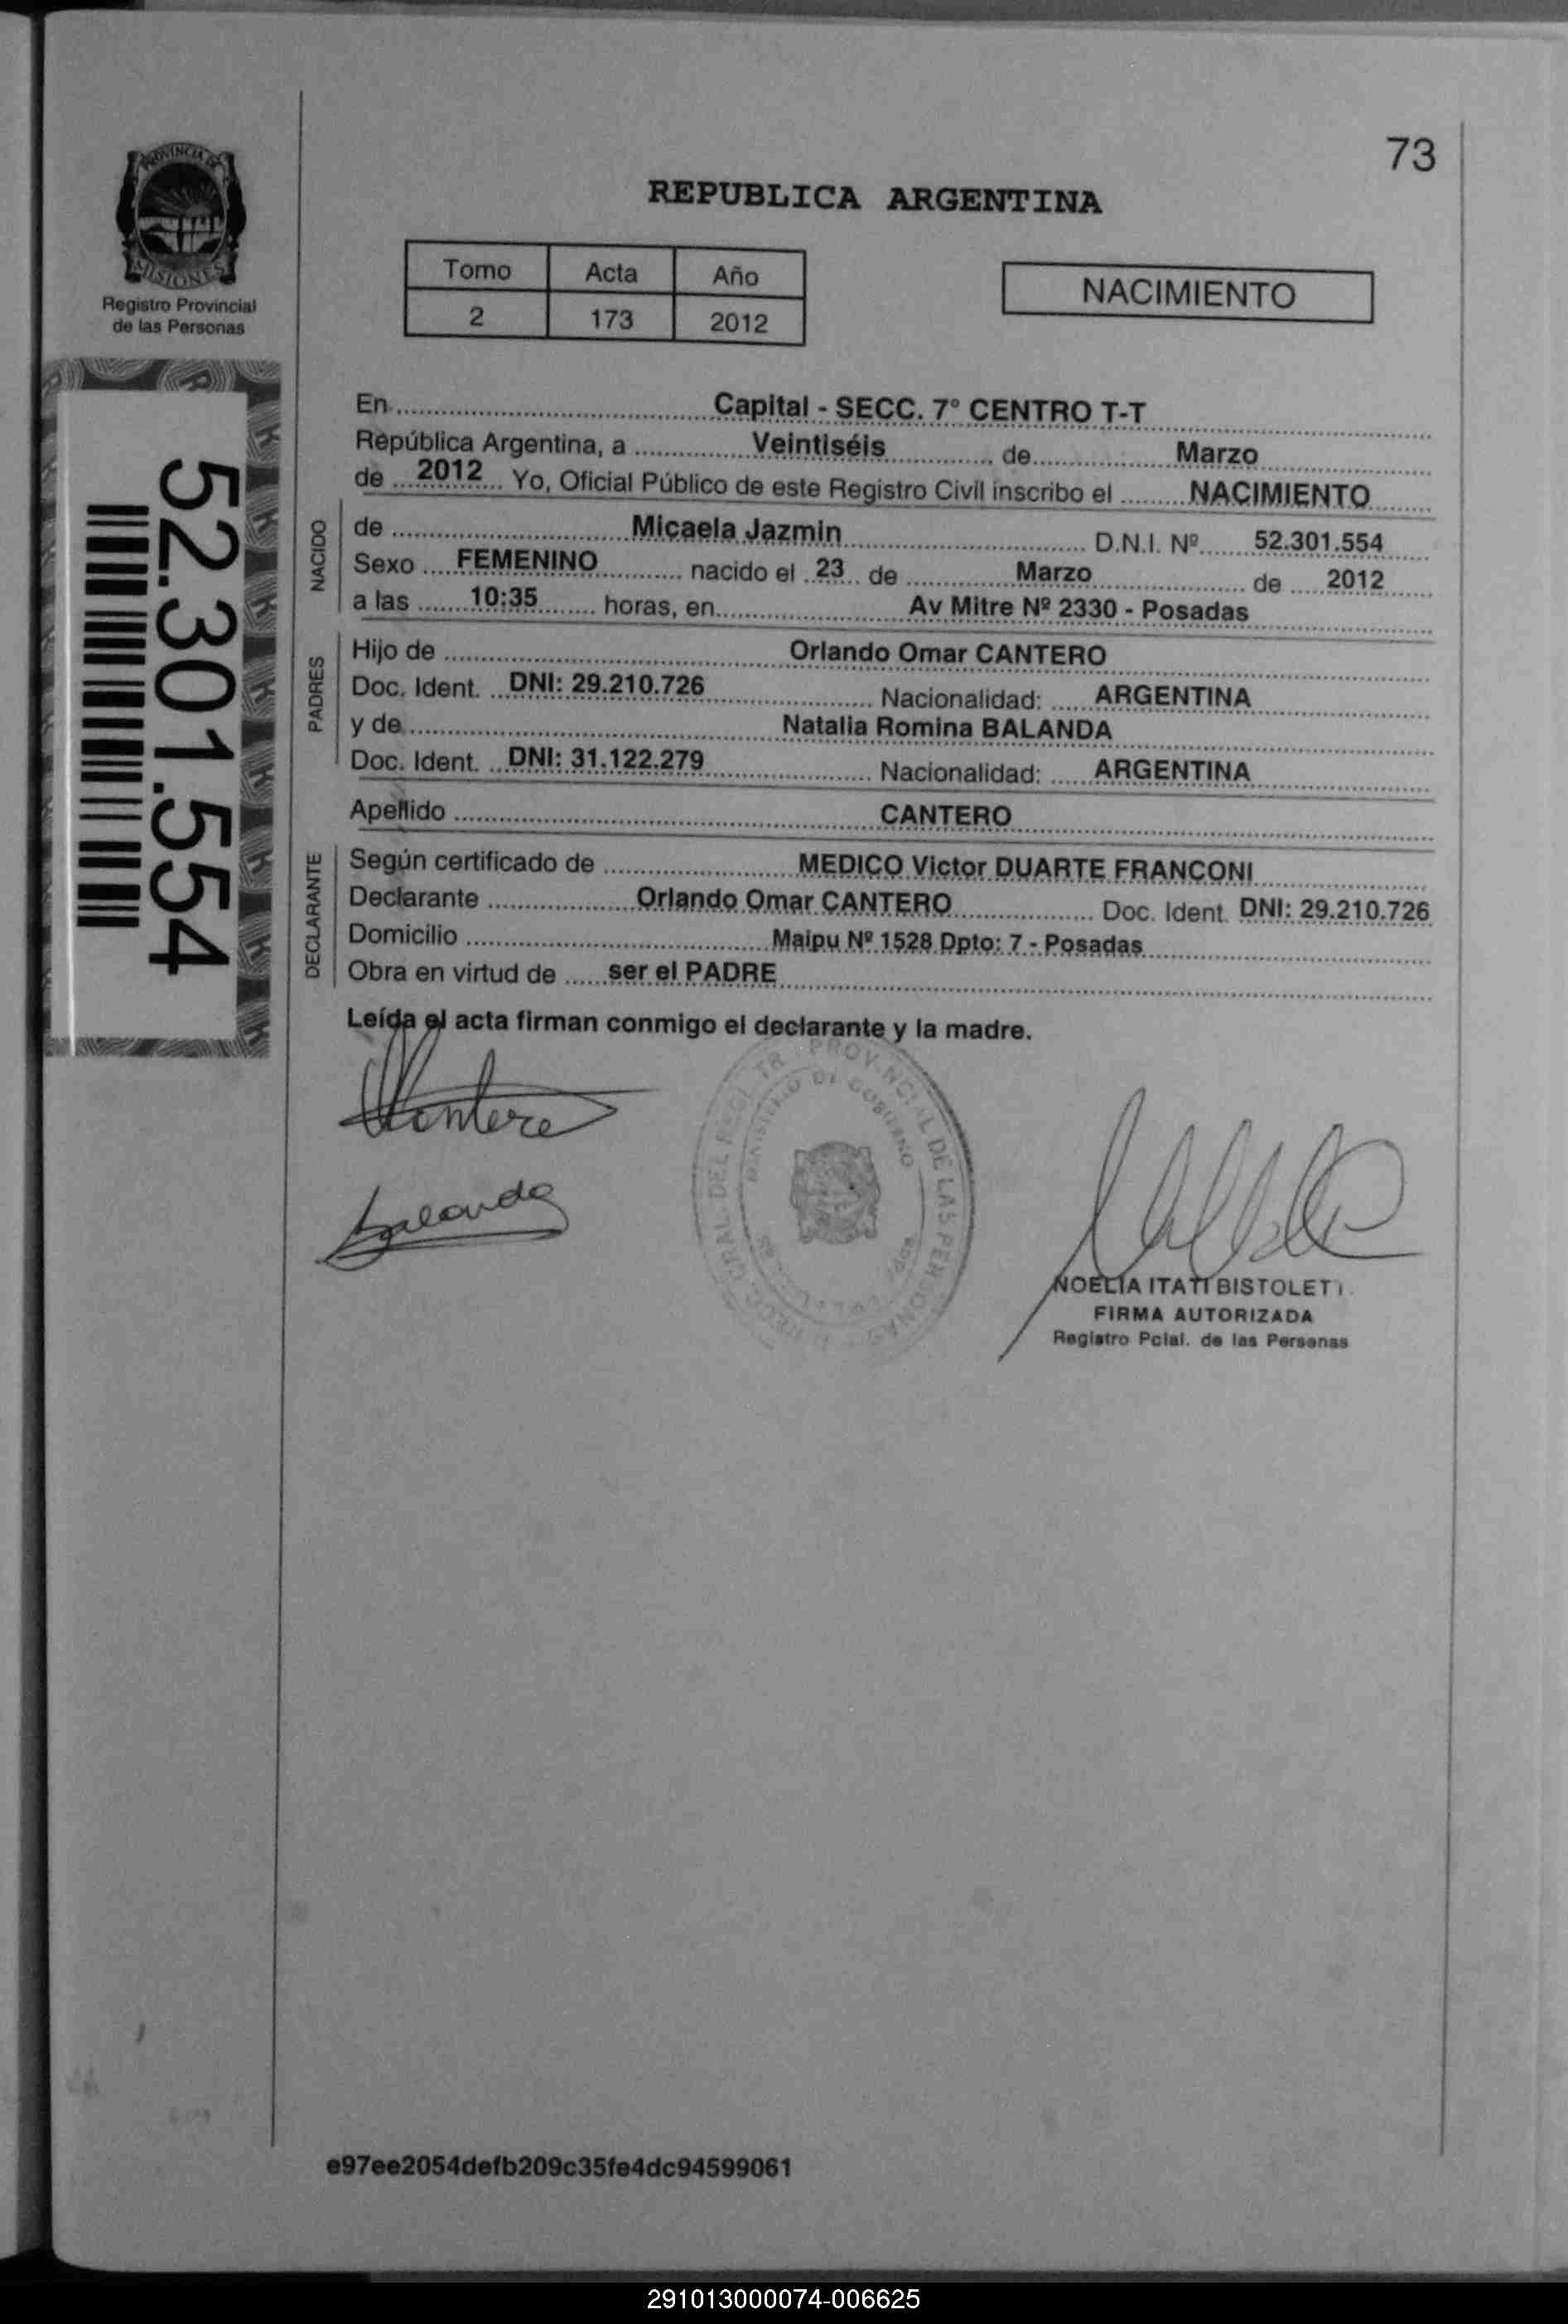 73
PROVINCIA DE
MISIONES
Registro Provincial
de las Personas
REPUBLICA ARGENTINA
Tomo Acta Año
2 173 2012
NACIMIENTO
52.301.554
En Capital - SECC. 7° CENTRO T-T
República Argentina, a Veintiséis de Marzo
de 2012 Yo, Oficial Público de este Registro Civil inscribo el NACIMIENTO
NACIDO
de Micaela Jazmin D.N.I. Nº 52.301.554
Sexo FEMENINO nacido el 23 de Marzo de 2012
a las 10:35 horas, en Av Mitre Nº 2330 - Posadas
PADRES
Hijo de Orlando Omar CANTERO
Doc. Ident. DNI: 29.210.726 Nacionalidad: ARGENTINA
y de Natalia Romina BALANDA
Doc. Ident. DNI: 31.122.279 Nacionalidad: ARGENTINA
Apellido CANTERO
DECLARANTE
Según certificado de MEDICO Victor DUARTE FRANCONI
Declarante Orlando Omar CANTERO Doc. Ident. DNI: 29.210.726
Domicilio Maipu Nº 1528 Dpto: 7 - Posadas
Obra en virtud de ser el PADRE
Leída el acta firman conmigo el declarante y la madre.
Cantero
Balanda
DEL PROVINCIAL DE LAS PERSONAS
MINISTERIO DE GOBIERNO
NOELIA ITATI
FIRMA AUTORIZADA
Registro Pcial. de las Personas
e97ee2054defb209c35fe4dc94599061
291013000074-006625